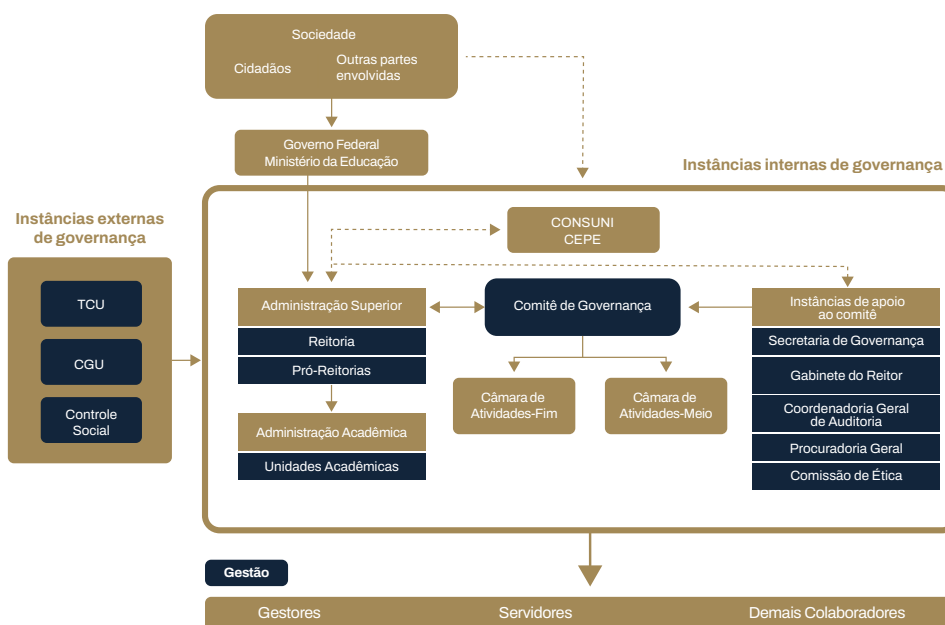 Sociedade
Cidadãos
Outras partes
envolvidas
Governo Federal
Ministério da Educação
Instâncias internas de governança
Instâncias externas
de governança
TCU
CGU
Controle
Social
CONSUNI
CEPE
Administração Superior
Reitoria
Pró-Reitorias
Administração Acadêmica
Unidades Acadêmicas
Comitê de Governança
Câmara de
Atividades-Fim
Câmara de
Atividades-Meio
Instâncias de apoio
ao comitê
Secretaria de Governança
Gabinete do Reitor
Coordenadoria Geral
de Auditoria
Procuradoria Geral
Comissão de Ética
Gestão
Gestores
Servidores
Demais Colaboradores